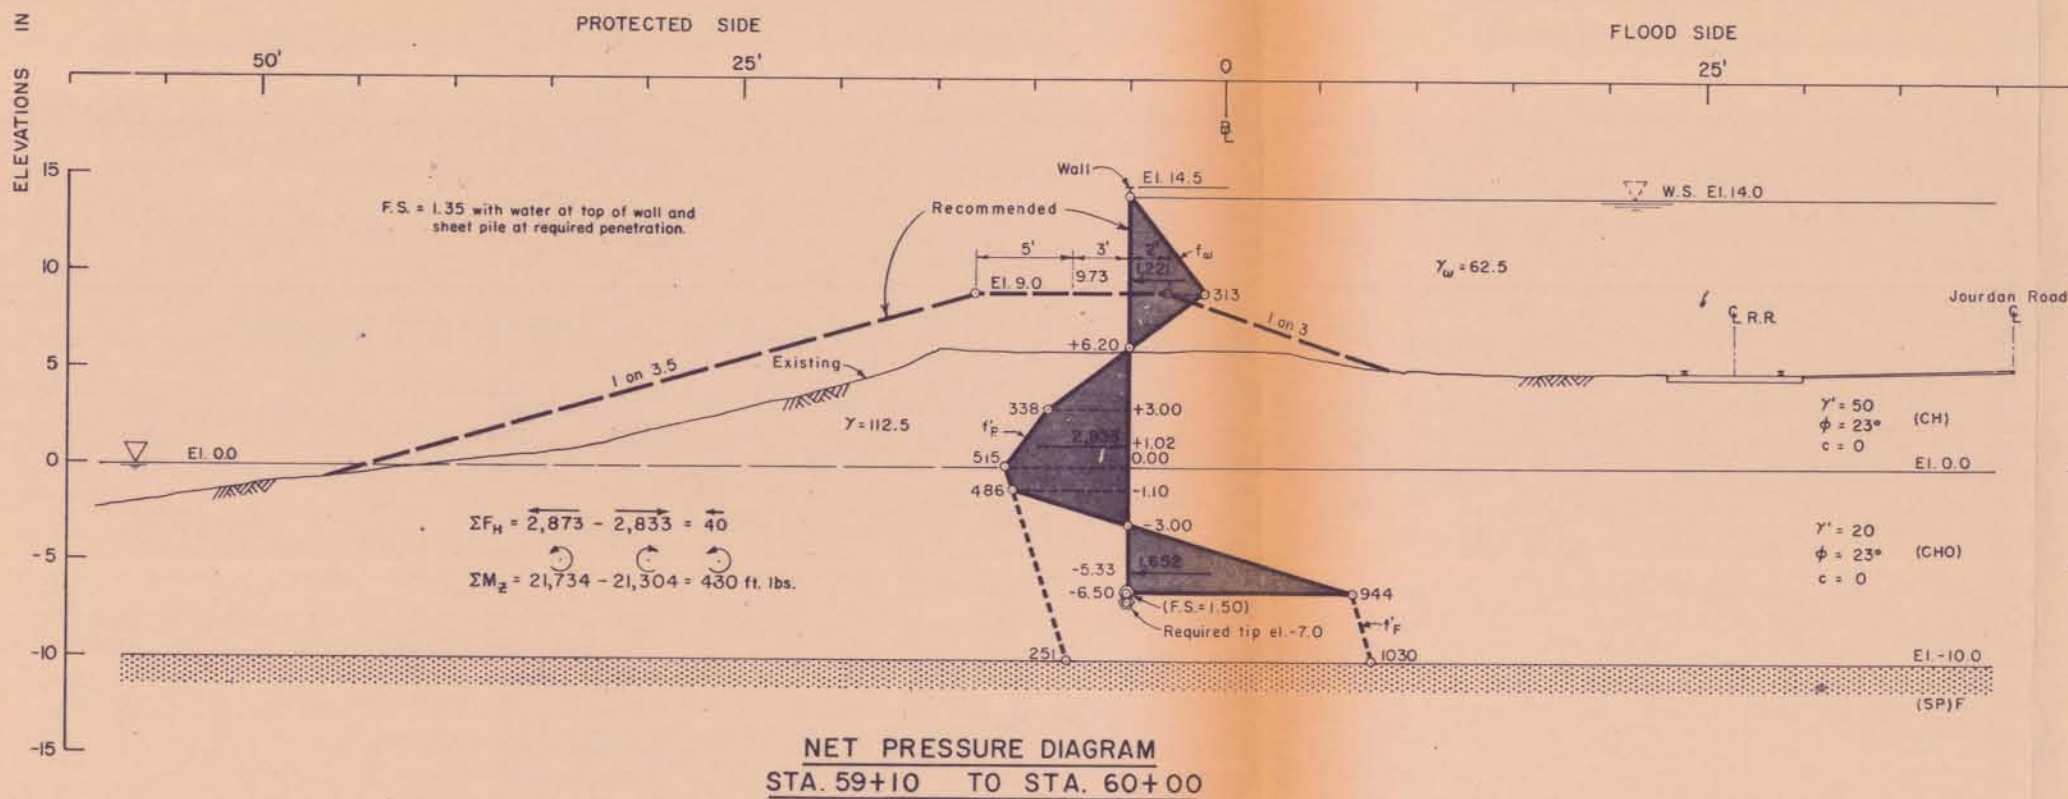 ELEVATIONS IN
PROTECTED SIDE
FLOOD SIDE
50'
25'
0
25'
B
L
15
10
5
0
-5
-10
-15
Wall
El. 14.5
W.S. El.14.0
F.S. = 1.35 with water at top of wall and
sheet pile at required penetration.
Recommended
5'
3'
2'
fω
9.73
1,221
γω = 62.5
El. 9.0
313
Jourdan Road
C
L
C
L R.R.
1 on 3
+6.20
Existing
1 on 3.5
338
+3.00
γ' = 50
φ = 23° (CH)
c = 0
γ = 112.5
f'P
2,833
+1.02
El. 0.0
515
0.00
El. 0.0
486
-1.10
ΣFH = 2,873 - 2,833 = 40
-3.00
γ' = 20
φ = 23° (CHO)
c = 0
ΣM = 21,734 - 21,304 = 430 ft. lbs.
-5.33
1,652
-6.50
944
(F.S.=1.50)
f'F
Required tip el.-7.0
251
1030
El.-10.0
(SP)F
NET PRESSURE DIAGRAM
STA. 59+10 TO STA. 60+00